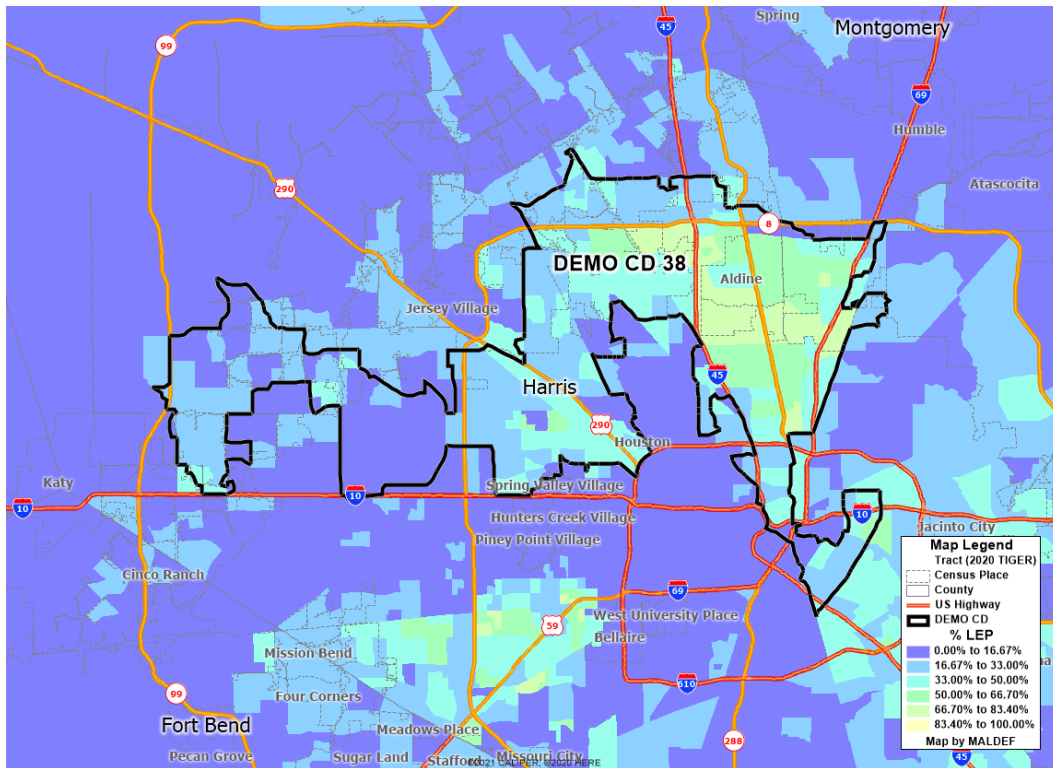 Spring
Montgomery
99
45
69
Humble
290
Atascocita
8
DEMO CD 38
Aldine
Jersey Village
45
Harris
290
Houston
Katy
Spring Valley Village
10
10
10
Hunters Creek Village
Jacinto City
Piney Point Village
Cinco Ranch
69
West University Place
59
Bellaire
Mission Bend
610
Four Corners
99
Fort Bend
Meadows Place
288
Pecan Grove
Sugar Land
Stafford
Missouri City
45
©2021 CALIPER; ©2020 HERE
Map Legend
Tract (2020 TIGER)
Census Place
County
US Highway
DEMO CD
% LEP
0.00% to 16.67%
16.67% to 33.00%
33.00% to 50.00%
50.00% to 66.70%
66.70% to 83.40%
83.40% to 100.00%
Map by MALDEF